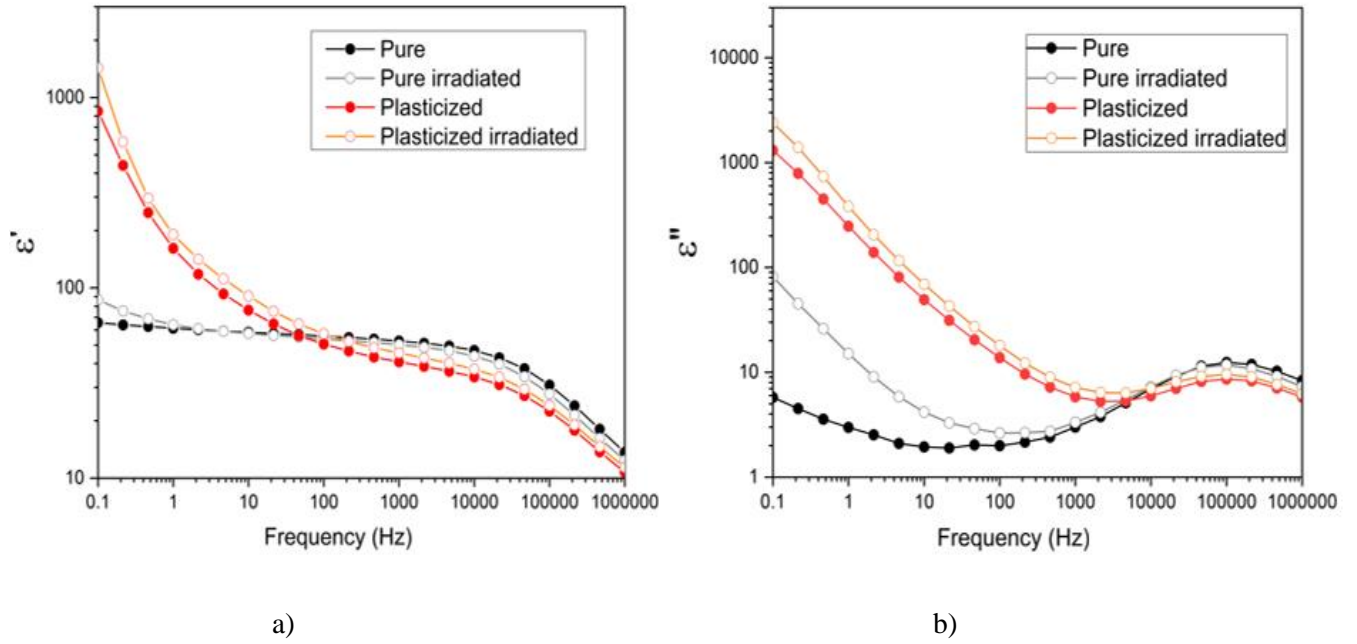 Pure
Pure irradiated
Plasticized
Plasticized irradiated
1000
100
10
ε'
0.1 1 10 100 1000 10000 100000 1000000
Frequency (Hz)
a)
Pure
Pure irradiated
Plasticized
Plasticized irradiated
10000
1000
100
10
1
ε"
0.1 1 10 100 1000 10000 100000 1000000
Frequency (Hz)
b)